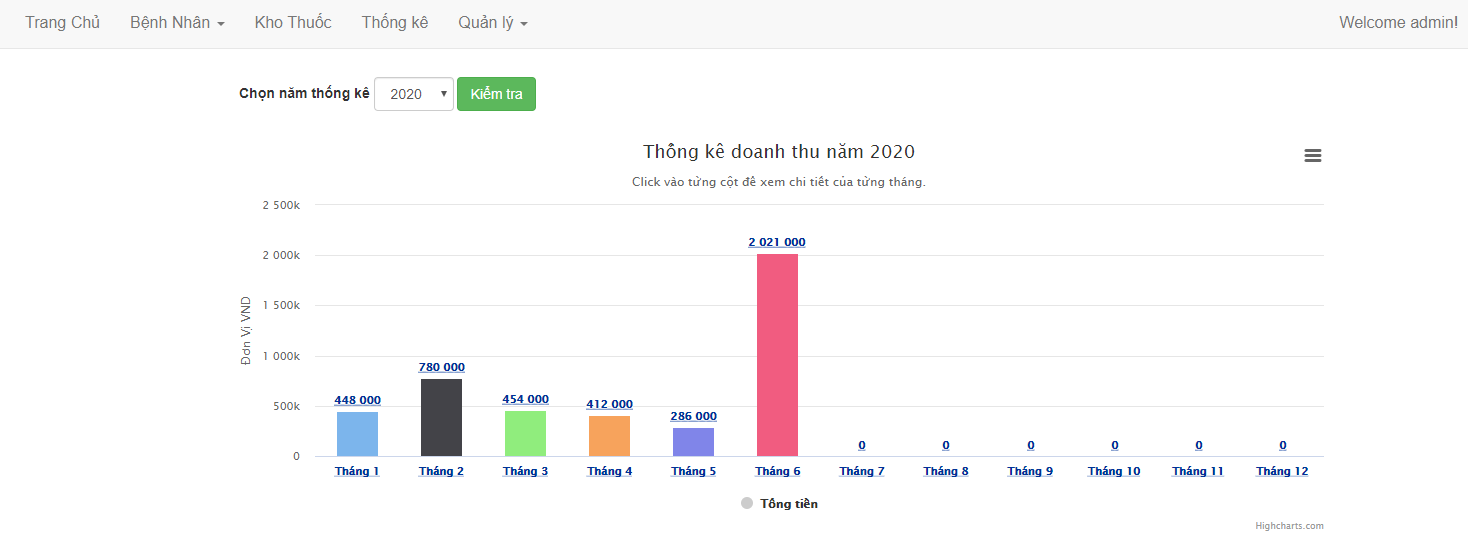 Trang Chủ Bệnh Nhân Kho Thuốc Thống kê Quản lý Welcome admin!
Chọn năm thống kê 2020 Kiểm tra
Thống kê doanh thu năm 2020
Click vào từng cột để xem chi tiết của từng tháng.
Đơn Vị VND
2 500k
2 000k
1 500k
1 000k
500k
0
448 000
780 000
454 000
412 000
286 000
2 021 000
0
0
0
0
0
0
Tháng 1 Tháng 2 Tháng 3 Tháng 4 Tháng 5 Tháng 6 Tháng 7 Tháng 8 Tháng 9 Tháng 10 Tháng 11 Tháng 12
Tổng tiền
Highcharts.com